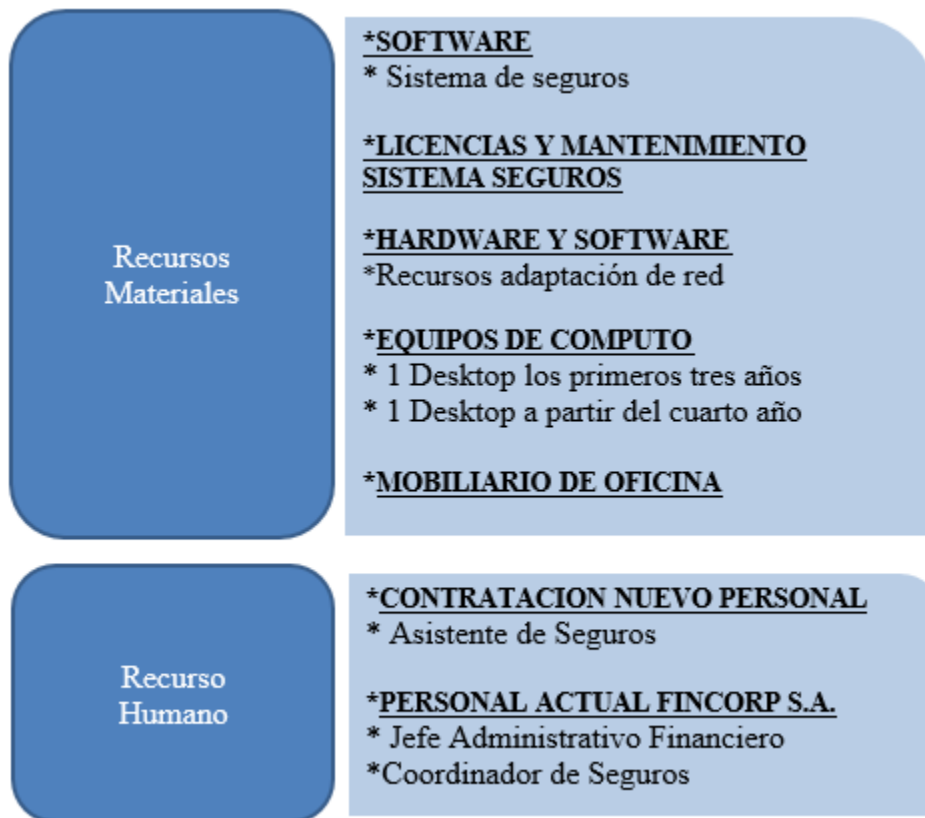 Recursos
Materiales
*SOFTWARE
* Sistema de seguros
*LICENCIAS Y MANTENIMIENTO
SISTEMA SEGUROS
*HARDWARE Y SOFTWARE
*Recursos adaptación de red
*EQUIPOS DE COMPUTO
* 1 Desktop los primeros tres años
* 1 Desktop a partir del cuarto año
*MOBILIARIO DE OFICINA
Recurso
Humano
*CONTRATACION NUEVO PERSONAL
* Asistente de Seguros
*PERSONAL ACTUAL FINCORP S.A.
* Jefe Administrativo Financiero
*Coordinador de Seguros